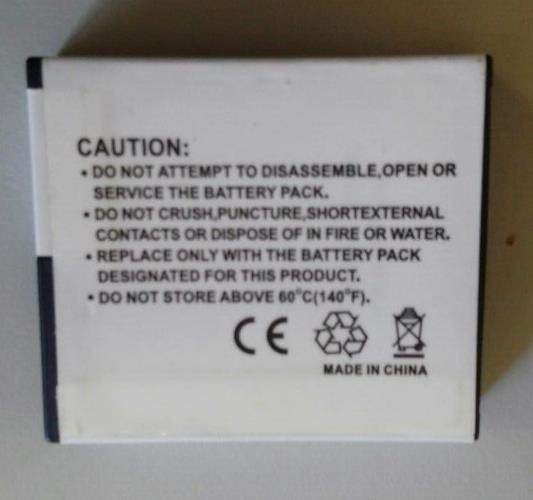 CAUTION:
• DO NOT ATTEMPT TO DISASSEMBLE,OPEN OR
SERVICE THE BATTERY PACK.
• DO NOT CRUSH,PUNCTURE,SHORTEXTERNAL
CONTACTS OR DISPOSE OF IN FIRE OR WATER.
• REPLACE ONLY WITH THE BATTERY PACK
DESIGNATED FOR THIS PRODUCT.
• DO NOT STORE ABOVE 60°C(140°F).
CE
MADE IN CHINA